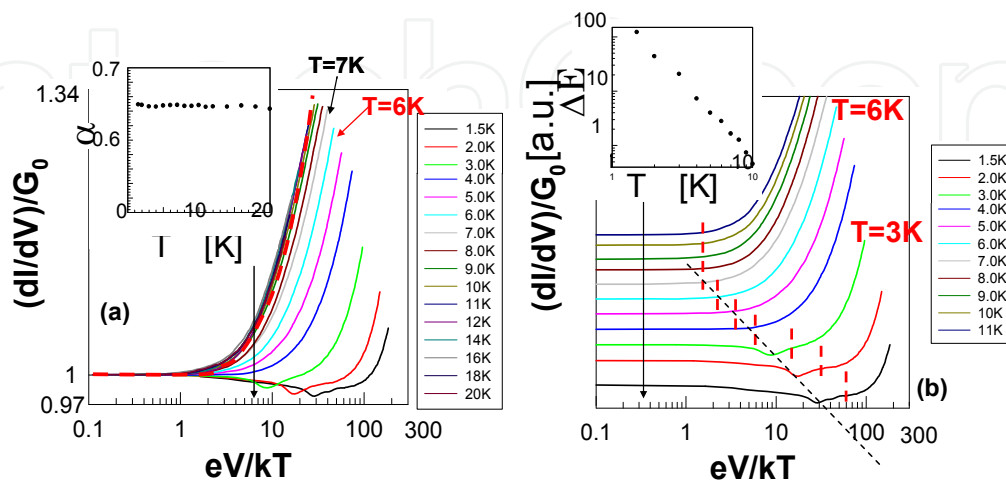 0.7
0.6
0
α
0
10
20
T [K]
1.34
1
0.97
(dI/dV)/G0
T=7K
T=6K
(a)
0.1
1
10
100
300
eV/kT
1.5K
2.0K
3.0K
4.0K
5.0K
6.0K
7.0K
8.0K
9.0K
10K
11K
12K
14K
16K
18K
20K
100
10
1
ΔE
1
10
10
T [K]
(dI/dV)/G0[a.u.]
T=6K
T=3K
(b)
0.1
1
10
100
300
eV/kT
1.5K
2.0K
3.0K
4.0K
5.0K
6.0K
7.0K
8.0K
9.0K
10K
11K